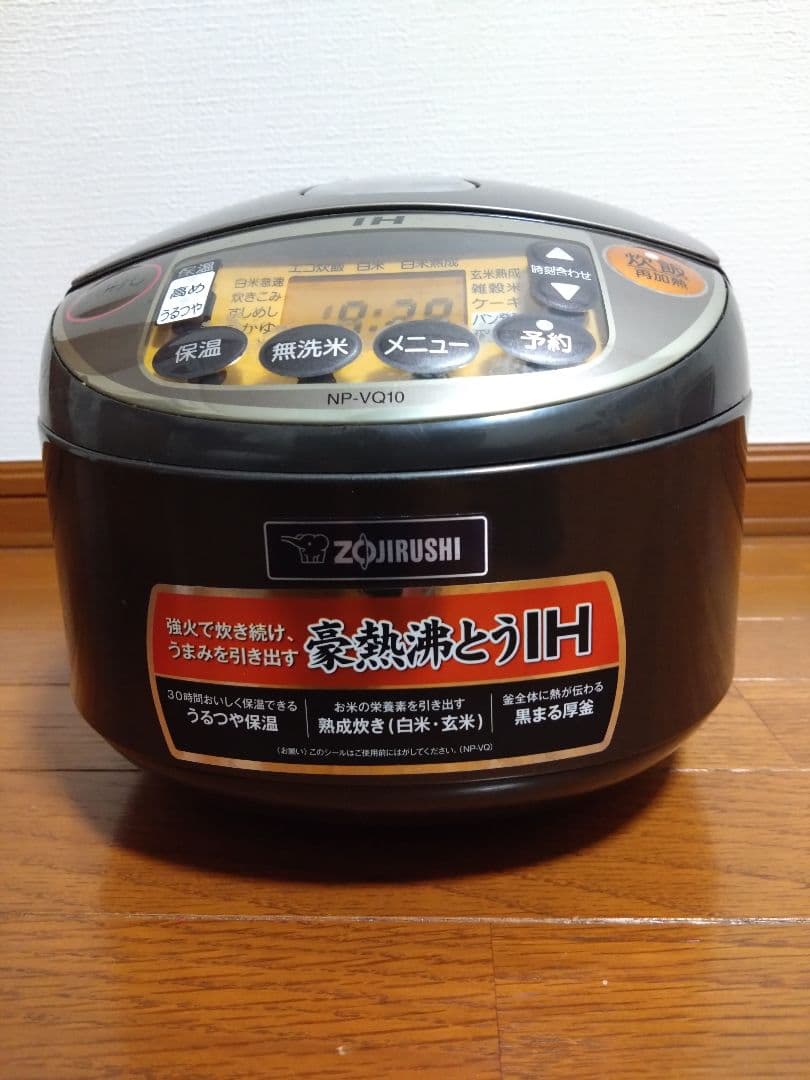 IH
保温
高め
うるつや
エコ炊飯 白米 白米熟成
白米急速
炊きこみ
すしめし
玄米熟成
雑穀米
ケーキ
19:29
時刻合わせ
炊飯
再加熱
保温
無洗米
メニュー
予約
NP-VQ10
ZOJIRUSHI
強火で炊き続け、
うまみを引き出す
豪熱沸とうIH
30時間おいしく保温できる
うるつや保温
お米の栄養素を引き出す
熟成炊き(白米・玄米)
釜全体に熱が伝わる
黒まる厚釜
(お願い)このシールはご使用前にはがしてください。(NP-VQ)